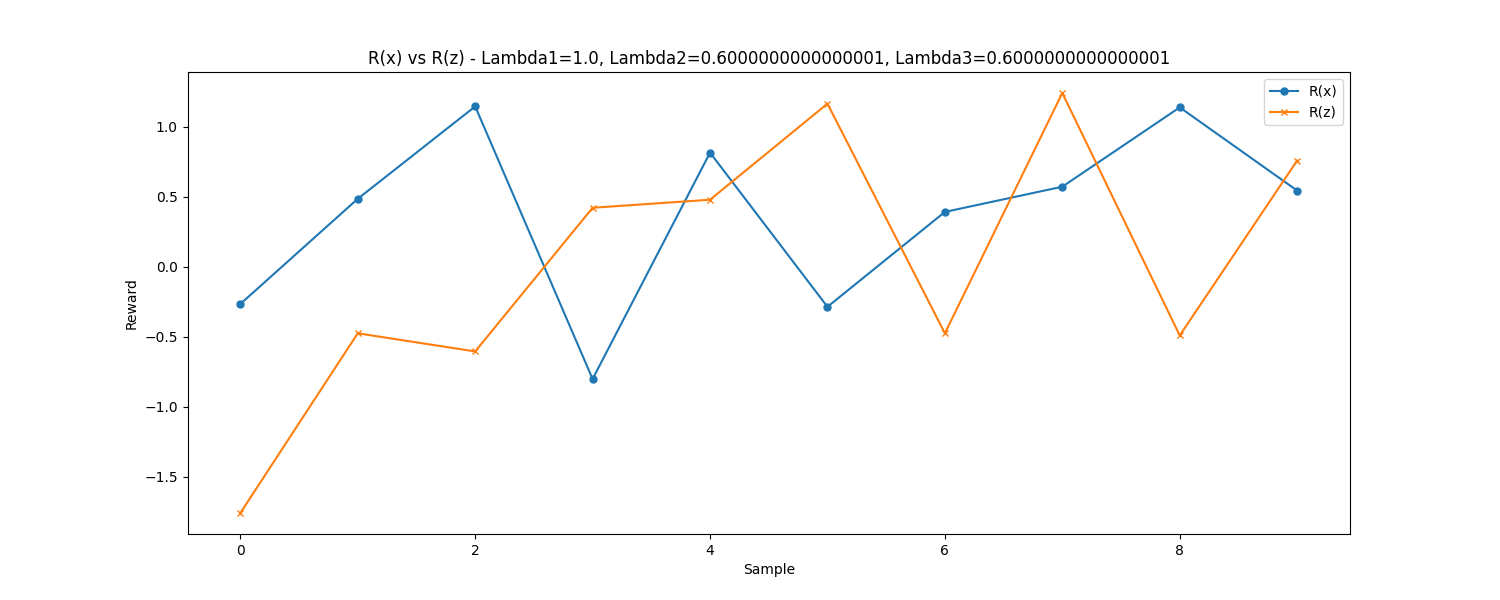 R(x) vs R(z) - Lambda1=1.0, Lambda2=0.6000000000000001, Lambda3=0.6000000000000001
R(x)
R(z)
1.0
0.5
0.0
−0.5
−1.0
−1.5
Reward
0 2 4 6 8
Sample